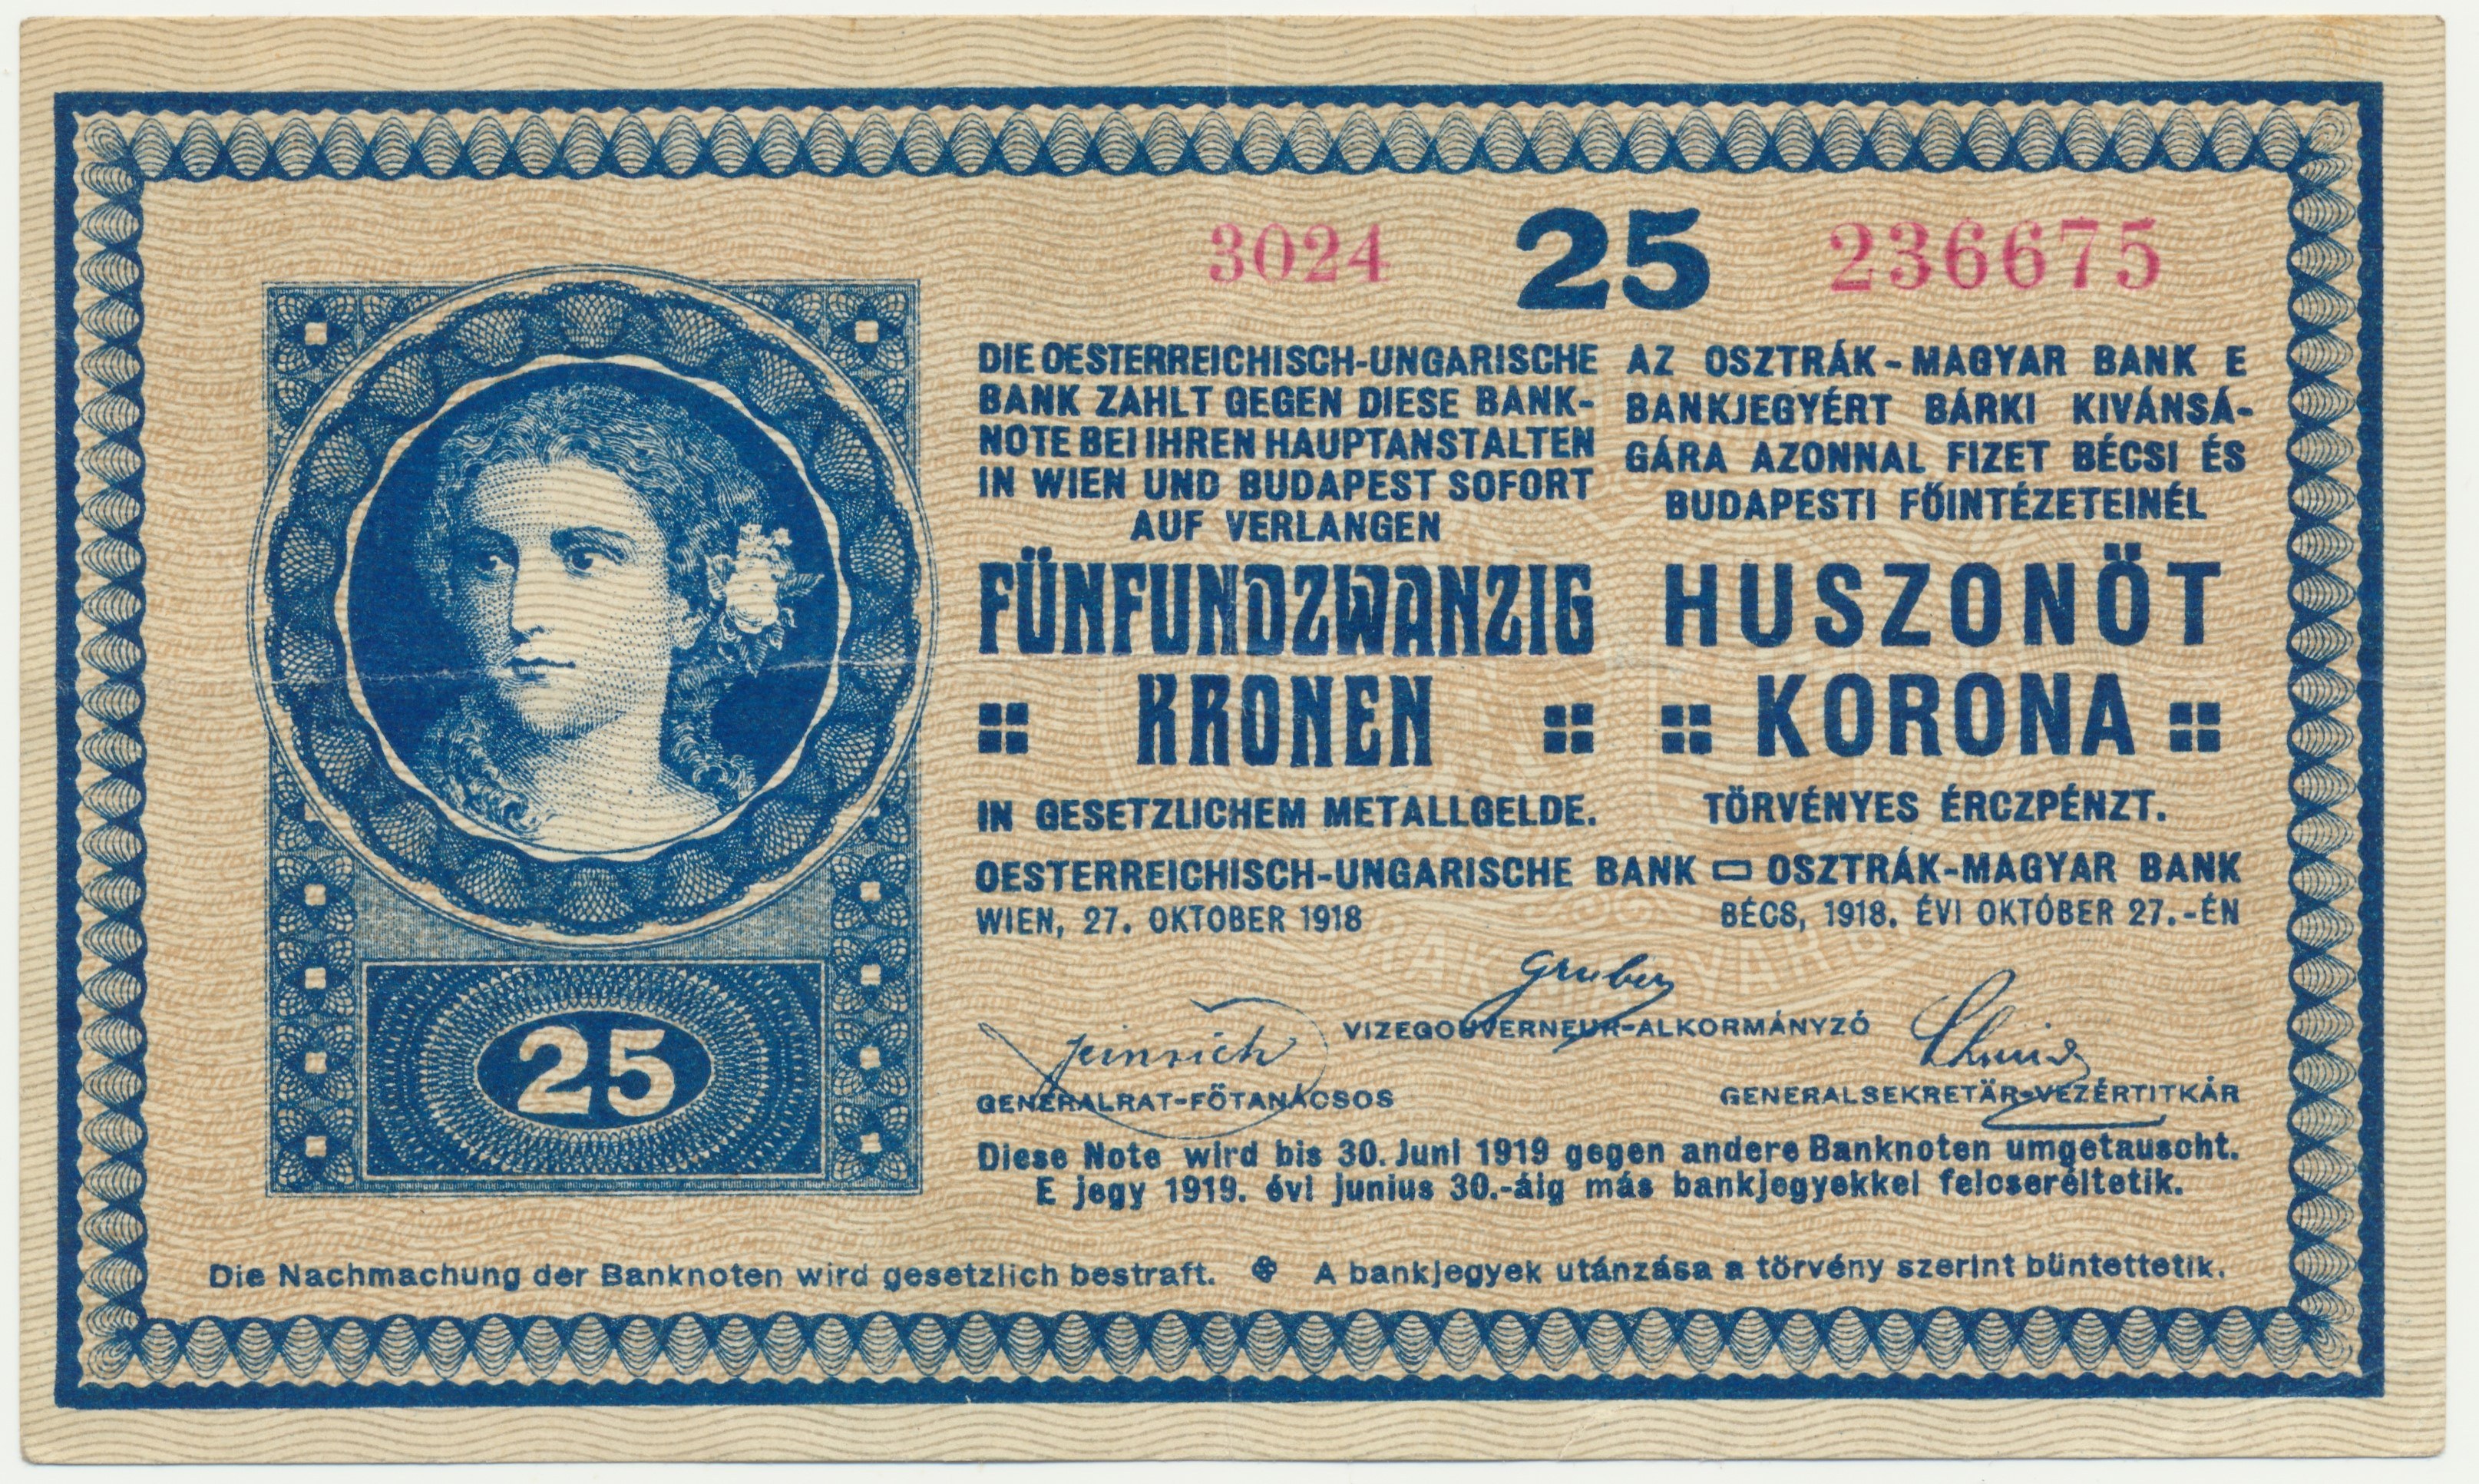 3024 25 236675
DIE OESTERREICHISCH-UNGARISCHE
BANK ZAHLT GEGEN DIESE BANK-
NOTE BEI IHREN HAUPTANSTALTEN
IN WIEN UND BUDAPEST SOFORT
AUF VERLANGEN
FÜNFUNDZWANZIG
KRONEN
IN GESETZLICHEM METALLGELDE.
AZ OSZTRÁK-MAGYAR BANK E
BANKJEGYÉRT BÁRKI KIVÁNSÁ-
GÁRA AZONNAL FIZET BÉCSI ÉS
BUDAPESTI FŐINTÉZETEINÉL
HUSZONÖT
KORONA
TÖRVÉNYES ÉRCZPÉNZT.
OESTERREICHISCH-UNGARISCHE BANK OSZTRÁK-MAGYAR BANK
WIEN, 27. OKTOBER 1918 BÉCS, 1918. ÉVI OKTÓBER 27.-ÉN
Gruber
VIZEGOUVERNEUR-ALKORMÁNYZÓ
GENERALRAT-FŐTANÁCSOS
GENERALSEKRETÄR-VEZÉRTITKÁR
Diese Note wird bis 30. Juni 1919 gegen andere Banknoten umgetauscht.
E jegy 1919. évi junius 30.-áig más bankjegyekkel felcseréltetik.
25
Die Nachmachung der Banknoten wird gesetzlich bestraft. A bankjegyek utánzása a törvény szerint büntettetik.